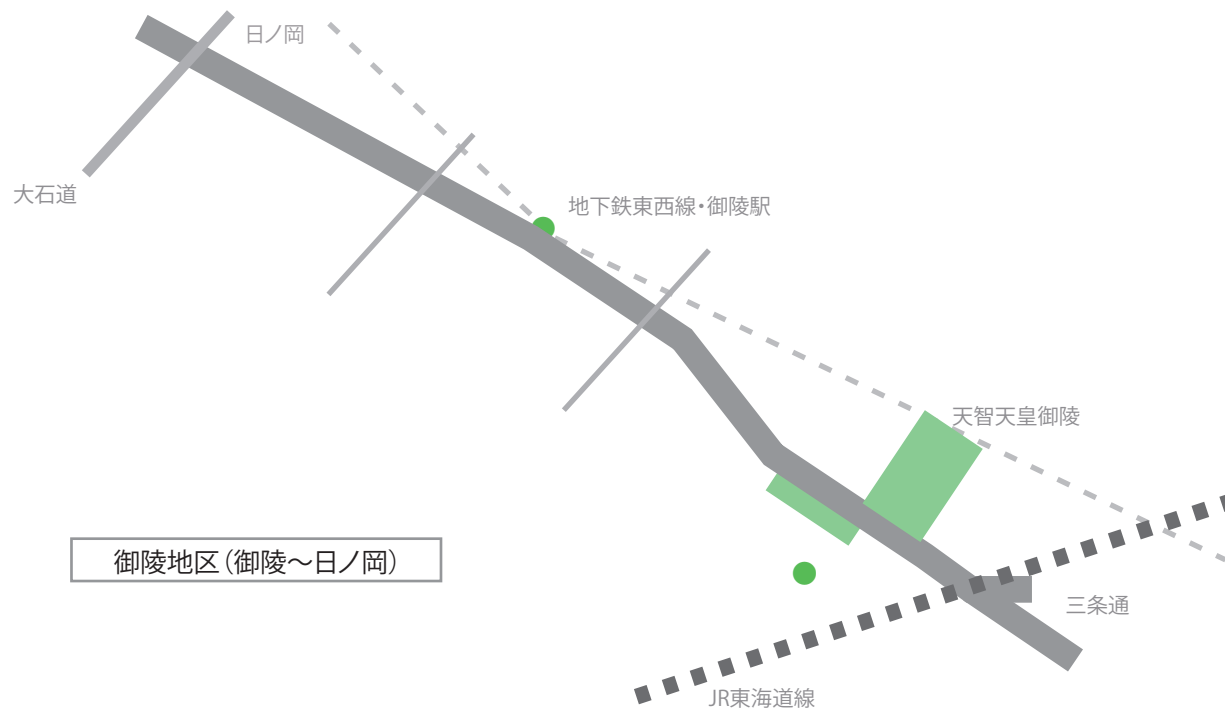 日ノ岡
大石道
地下鉄東西線・御陵駅
天智天皇御陵
御陵地区(御陵～日ノ岡)
三条通
JR東海道線